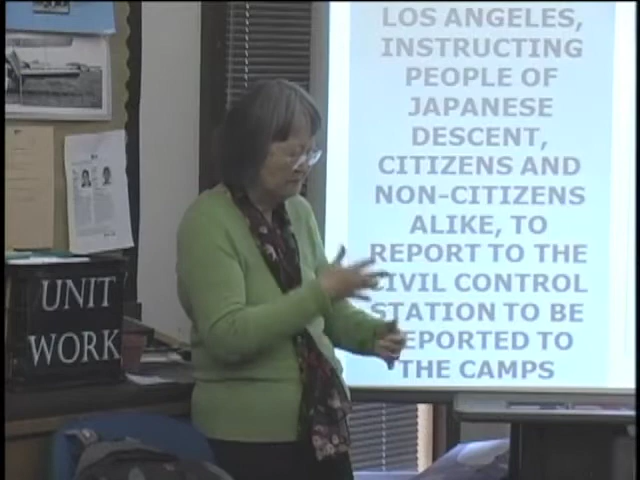 LOS ANGELES,
INSTRUCTING
PEOPLE OF
JAPANESE
DESCENT,
CITIZENS AND
NON-CITIZENS
ALIKE, TO
REPORT TO THE
CIVIL CONTROL
STATION TO BE
REPORTED TO
THE CAMPS
UNIT
WORK